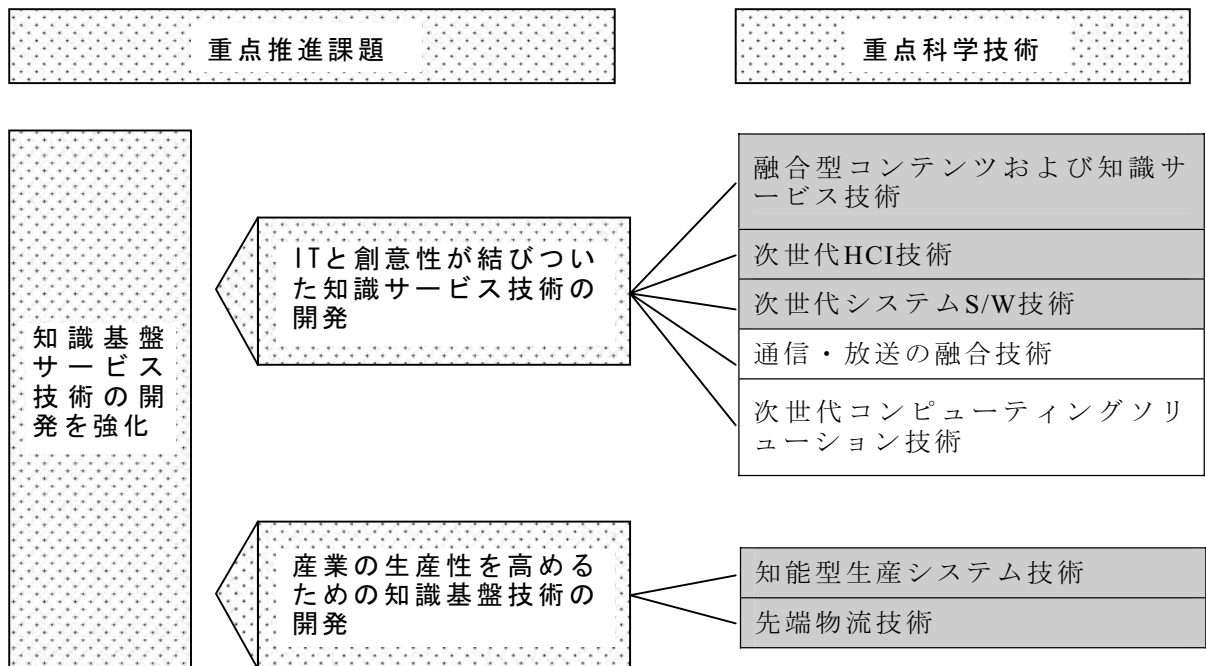 重点推進課題
重点科学技術
知識基盤
サービス
技術の開
発を強化
ITと創意性が結びつい
た知識サービス技術の
開発
融合型コンテンツおよび知識サ
ービス技術
次世代HCI技術
次世代システムS/W技術
通信・放送の融合技術
次世代コンピューティングソリ
ューション技術
産業の生産性を高める
ための知識基盤技術の
開発
知能型生産システム技術
先端物流技術